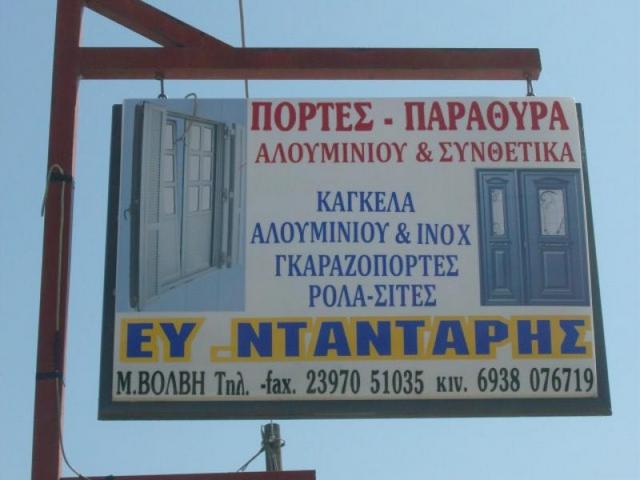 ΠΟΡΤΕΣ - ΠΑΡΑΘΥΡΑ
ΑΛΟΥΜΙΝΙΟΥ & ΣΥΝΘΕΤΙΚΑ
ΚΑΓΚΕΛΑ
ΑΛΟΥΜΙΝΙΟΥ & INOX
ΓΚΑΡΑΖΟΠΟΡΤΕΣ
ΡΟΛΑ-ΣΙΤΕΣ
ΕΥ .ΝΤΑΝΤΑΡΗΣ
Μ.ΒΟΛΒΗ Τηλ. -fax. 23970 51035 κιν. 6938 076719